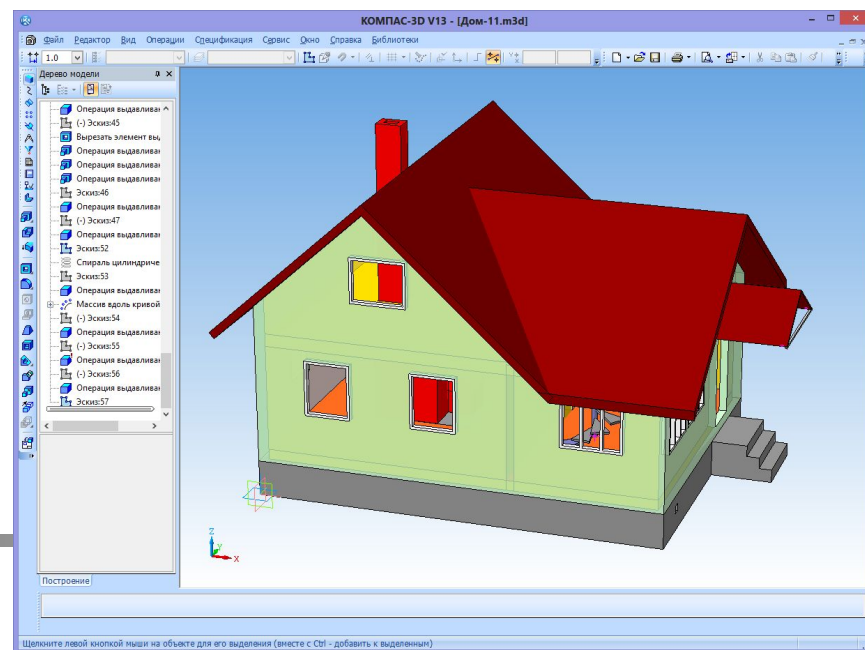 КОМПАС-3D V13 - [Дом-11.m3d]
Файл Редактор Вид Операции Спецификация Сервис Окно Справка Библиотеки
1.0
Дерево модели
Операция выдавливан
(-) Эскиз:45
Вырезать элемент выд
Операция выдавливан
Операция выдавливан
Операция выдавливан
Эскиз:46
Операция выдавливан
(-) Эскиз:47
Операция выдавливан
Эскиз:52
Спираль цилиндриче
Эскиз:53
Операция выдавливан
Массив вдоль кривой
(-) Эскиз:54
Операция выдавливан
(-) Эскиз:55
Операция выдавливан
(-) Эскиз:56
Операция выдавливан
Эскиз:57
Z
Y
X
Построение
Щелкните левой кнопкой мыши на объекте для его выделения (вместе с Ctrl - добавить к выделенным)